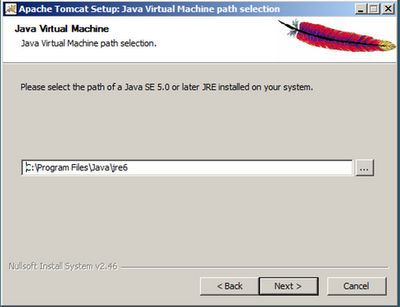 Apache Tomcat Setup: Java Virtual Machine path selection
Java Virtual Machine
Java Virtual Machine path selection.
Please select the path of a Java SE 5.0 or later JRE installed on your system.
C:\Program Files\Java\jre6
...
Nullsoft Install System v2.46
< Back Next > Cancel